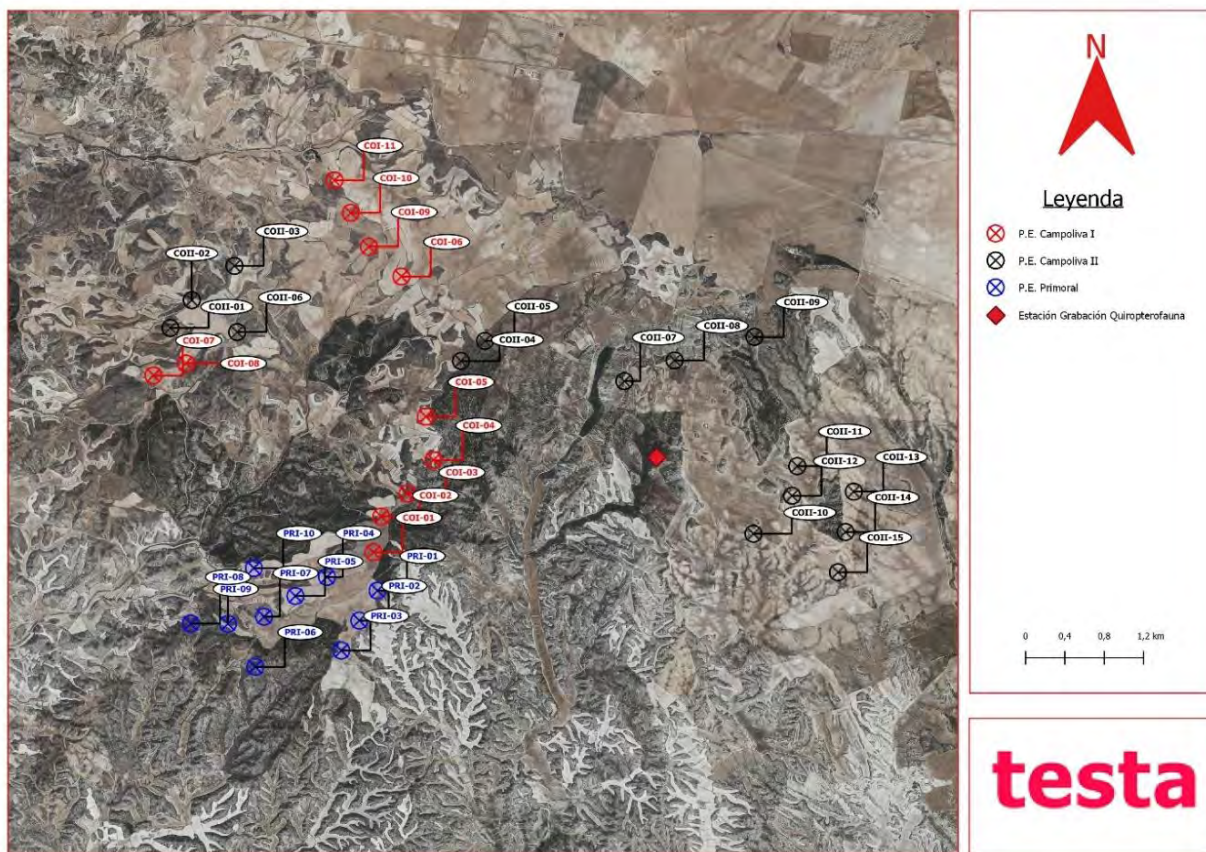 COI-11
COI-10
COI-09
COI-06
COII-03
COII-02
COII-01
COII-06
COI-07
COI-08
COII-05
COII-04
COII-09
COII-08
COII-07
COI-05
COI-04
COI-03
COI-02
COI-01
COII-11
COII-12
COII-13
COII-14
COII-10
COII-15
PRI-10
PRI-04
PRI-01
PRI-05
PRI-07
PRI-08
PRI-09
PRI-02
PRI-03
PRI-06
N
Leyenda
P.E. Campoliva I
P.E. Campoliva II
P.E. Primoral
Estación Grabación Quiropterofauna
0 0,4 0,8 1,2 km
testa